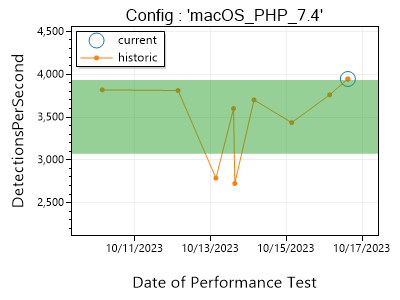 Config : 'macOS_PHP_7.4'
current
historic
DetectionsPerSecond
4,500
4,000
3,500
3,000
2,500
10/11/2023
10/13/2023
10/15/2023
10/17/2023
Date of Performance Test